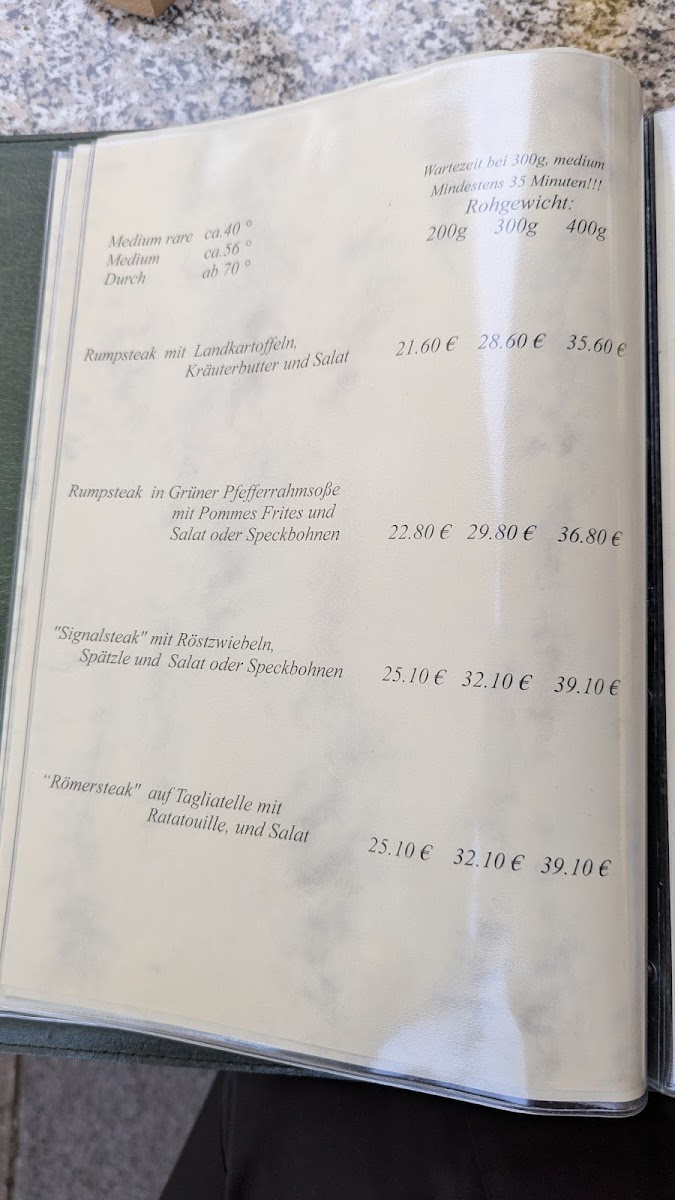 Wartezeit bei 300g, medium
Mindestens 35 Minuten!!!
Rohgewicht:
200g 300g 400g
Medium rare ca.40 °
Medium ca.56 °
Durch ab 70 °
Rumpsteak mit Landkartoffeln,
Kräuterbutter und Salat
21.60 € 28.60 € 35.60 €
Rumpsteak in Grüner Pfefferrahmsoße
mit Pommes Frites und
Salat oder Speckbohnen 22.80 € 29.80 € 36.80 €
"Signalsteak" mit Röstzwiebeln,
Spätzle und Salat oder Speckbohnen 25.10 € 32.10 € 39.10 €
“Römersteak" auf Tagliatelle mit
Ratatouille, und Salat
25.10 € 32.10 € 39.10 €